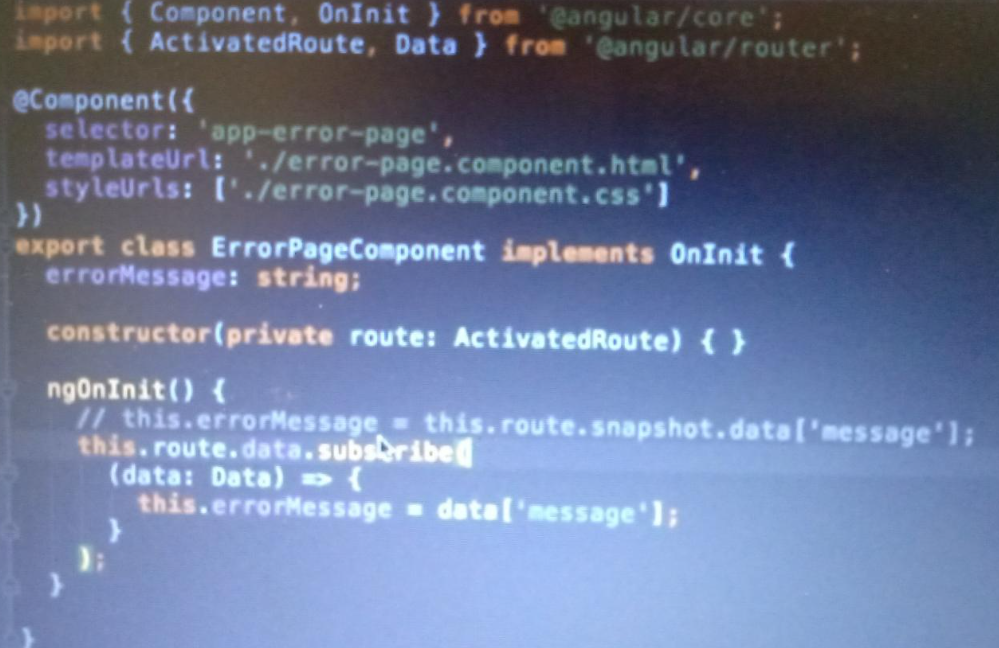 import { Component, OnInit } from '@angular/core';
import { ActivatedRoute, Data } from '@angular/router';

@Component({
  selector: 'app-error-page',
  templateUrl: './error-page.component.html',
  styleUrls: ['./error-page.component.css']
})
export class ErrorPageComponent implements OnInit {
  errorMessage: string;

  constructor(private route: ActivatedRoute) { }

  ngOnInit() {
    // this.errorMessage = this.route.snapshot.data['message'];
    this.route.data.subscribe(
      (data: Data) => {
        this.errorMessage = data['message'];
      }
    );
  }

}